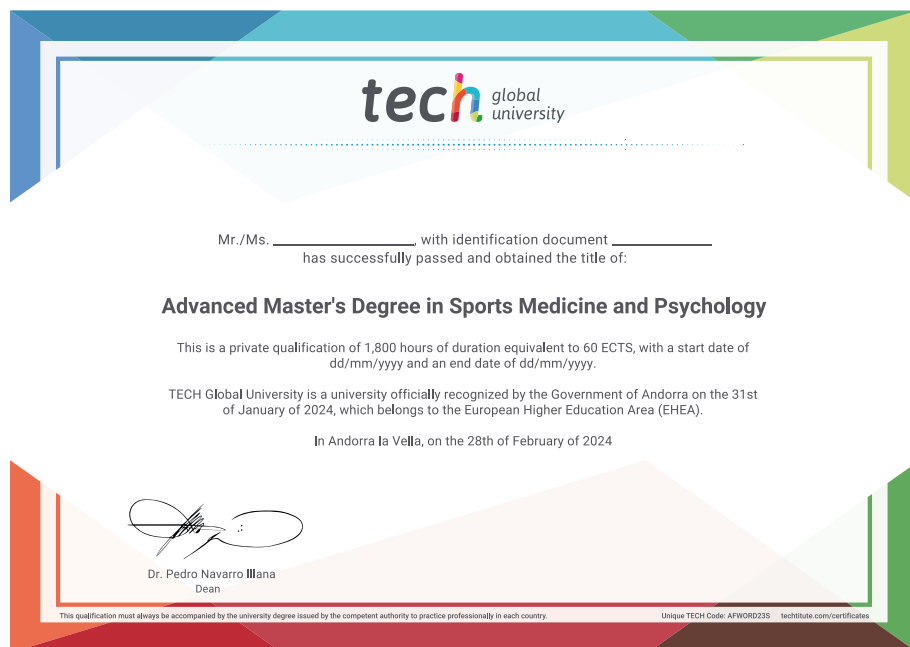 tech global
university
Mr./Ms. ____________, with identification document ____________
has successfully passed and obtained the title of:
Advanced Master's Degree in Sports Medicine and Psychology
This is a private qualification of 1,800 hours of duration equivalent to 60 ECTS, with a start date of
dd/mm/yyyy and an end date of dd/mm/yyyy.
TECH Global University is a university officially recognized by the Government of Andorra on the 31st
of January of 2024, which belongs to the European Higher Education Area (EHEA).
In Andorra la Vella, on the 28th of February of 2024
Dr. Pedro Navarro Illana
Dean
This qualification must always be accompanied by the university degree issued by the competent authority to practice professionally in each country.
Unique TECH Code: AFWORD23S techtitute.com/certificates